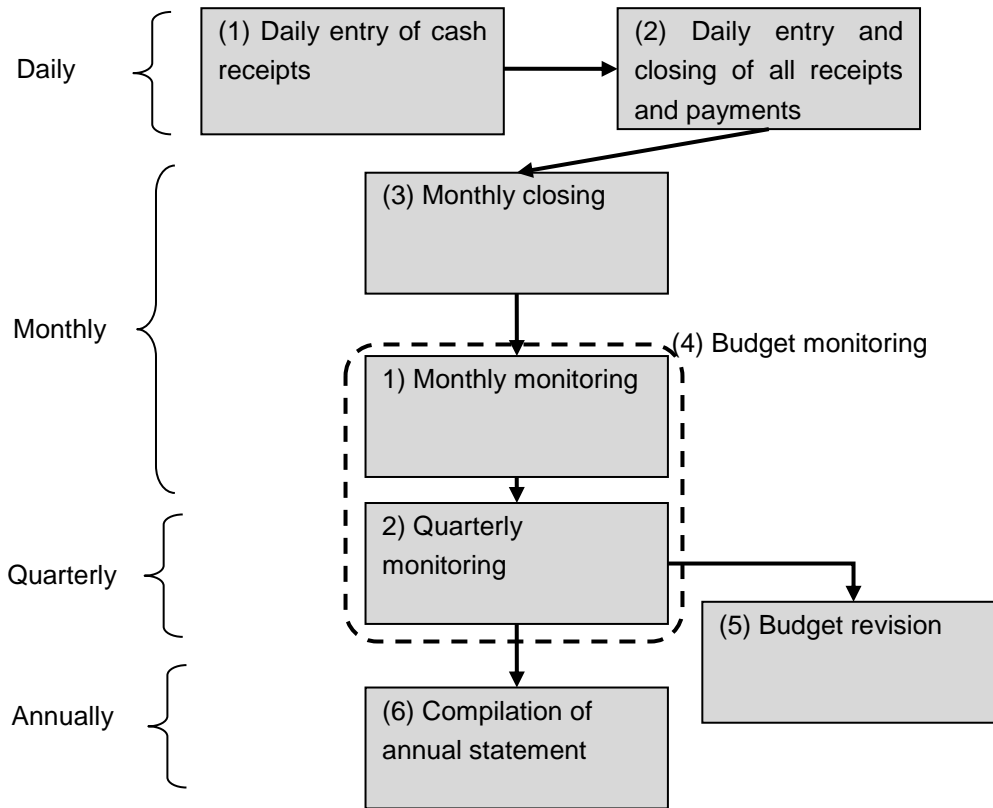 Daily
(1) Daily entry of cash
receipts
(2) Daily entry and
closing of all receipts
and payments
Monthly
(3) Monthly closing
(4) Budget monitoring
1) Monthly monitoring
Quarterly
2) Quarterly
monitoring
(5) Budget revision
Annually
(6) Compilation of
annual statement